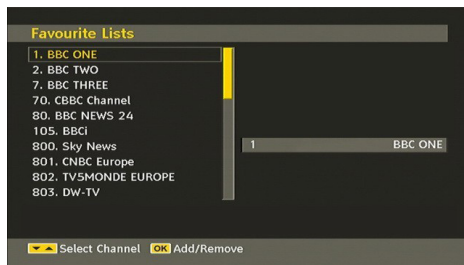 Favourite Lists
1. BBC ONE
2. BBC TWO
7. BBC THREE
70. CBBC Channel
80. BBC NEWS 24
105. BBCi
800. Sky News
801. CNBC Europe
802. TV5MONDE EUROPE
803. DW-TV
1 BBC ONE
Select Channel OK Add/Remove